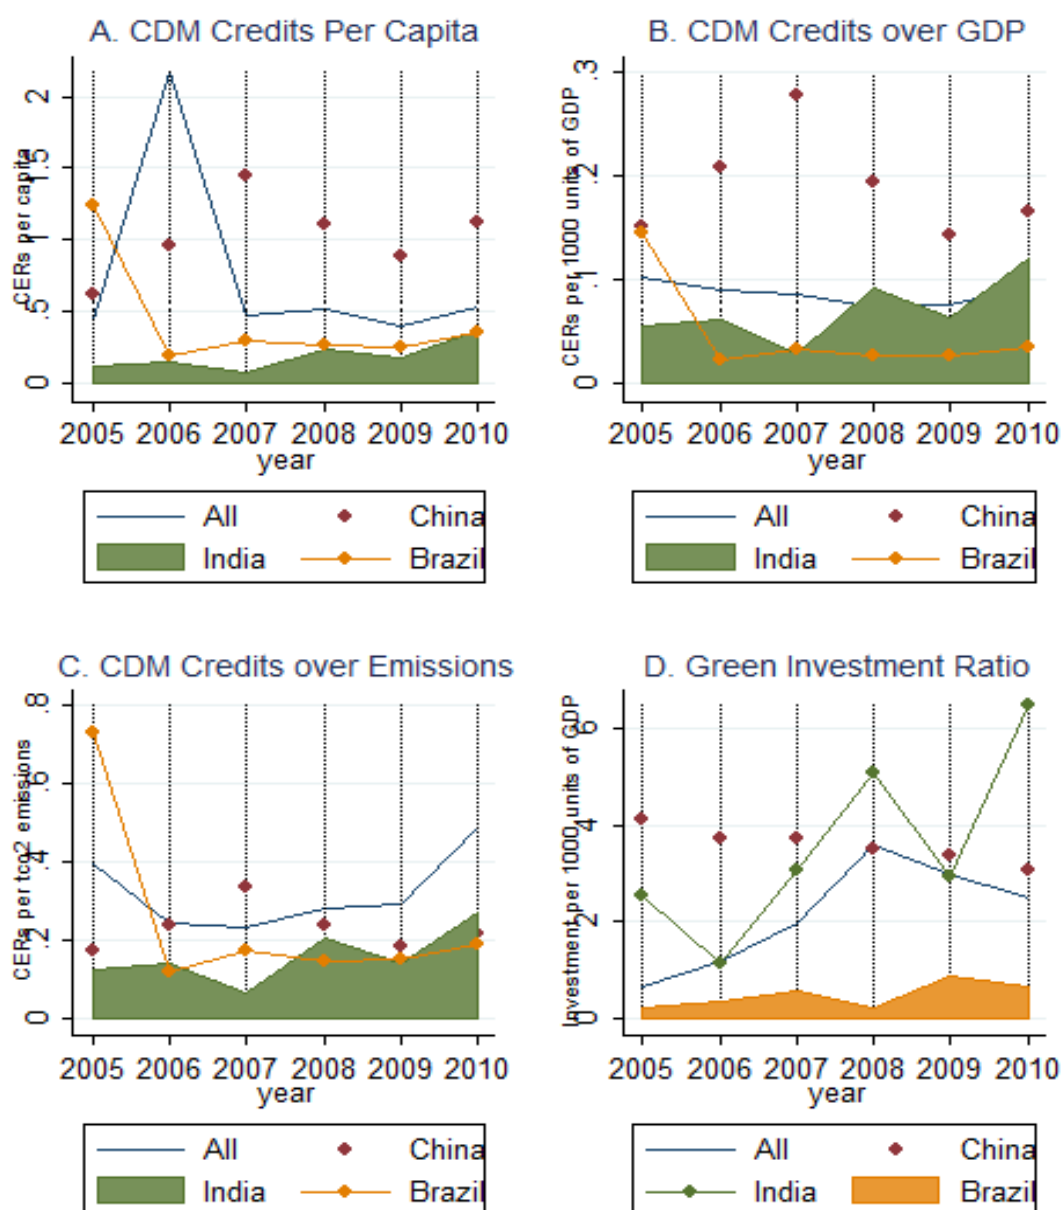 A. CDM Credits Per Capita
CERs per capita
0 .5 1 1.5 2
2005 2006 2007 2008 2009 2010
year
All China
India Brazil
B. CDM Credits over GDP
CERs per 1000 units of GDP
0 .1 .2 .3
2005 2006 2007 2008 2009 2010
year
All China
India Brazil
C. CDM Credits over Emissions
CERs per tco2 emissions
0 .2 .4 .6 .8
2005 2006 2007 2008 2009 2010
year
All China
India Brazil
D. Green Investment Ratio
Investment per 1000 units of GDP
0 2 4 6
2005 2006 2007 2008 2009 2010
year
All China
India Brazil